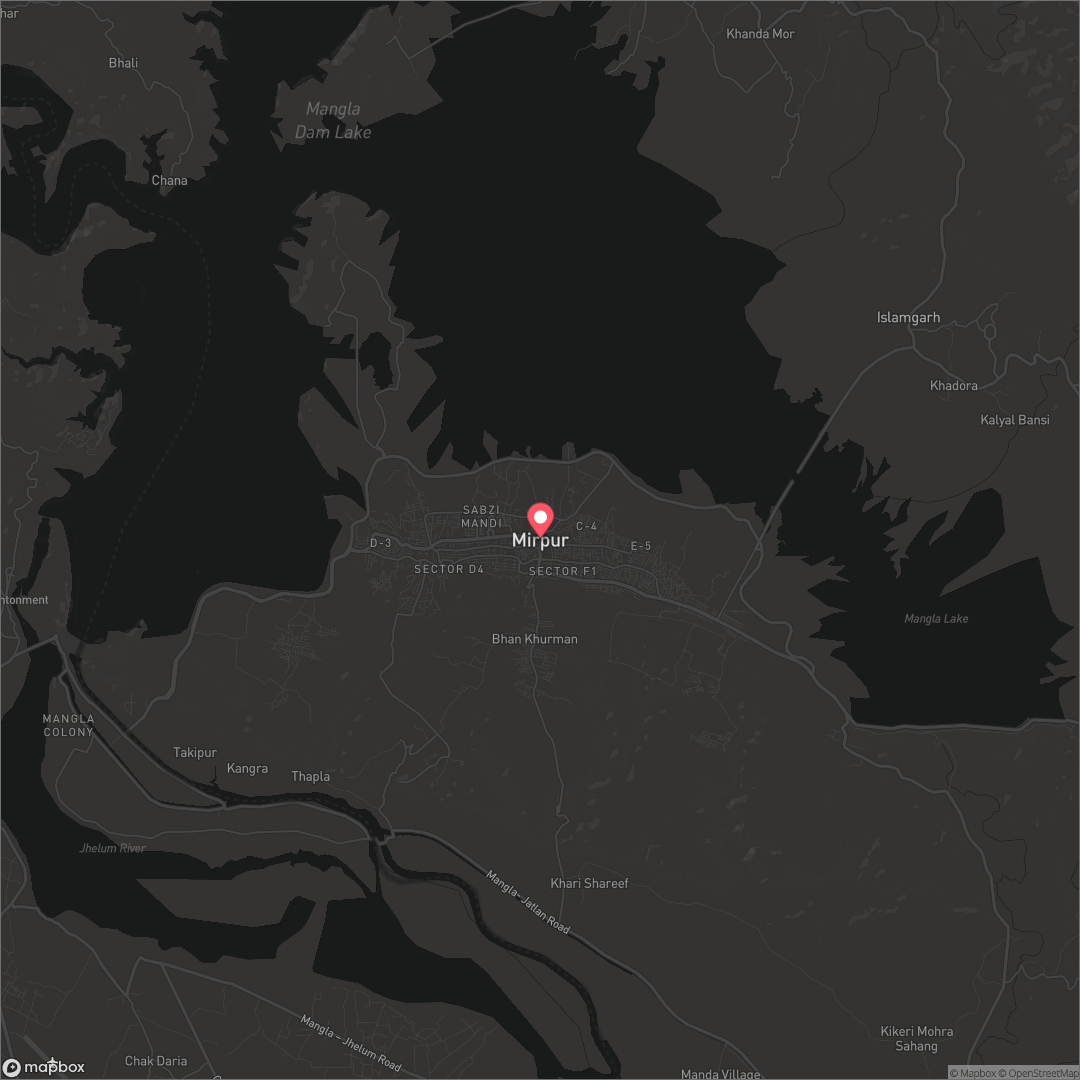 har
Khanda Mor
Bhali
Mangla
Dam Lake
Chana
Islamgarh
Khadora
Kalyal Bansi
SABZI
MANDI
C-4
D-3
Mirpur
E-5
SECTOR D4
SECTOR F1
ntonment
Mangla Lake
Bhan Khurman
MANGLA
COLONY
Takipur
Kangra
Thapla
Jhelum River
Khari Shareef
Mangla- Jatlan Road
Mangla – Jhelum Road
Kikeri Mohra
Sahang
Chak Daria
Manda Village
mapbox
© Mapbox © OpenStreetMap